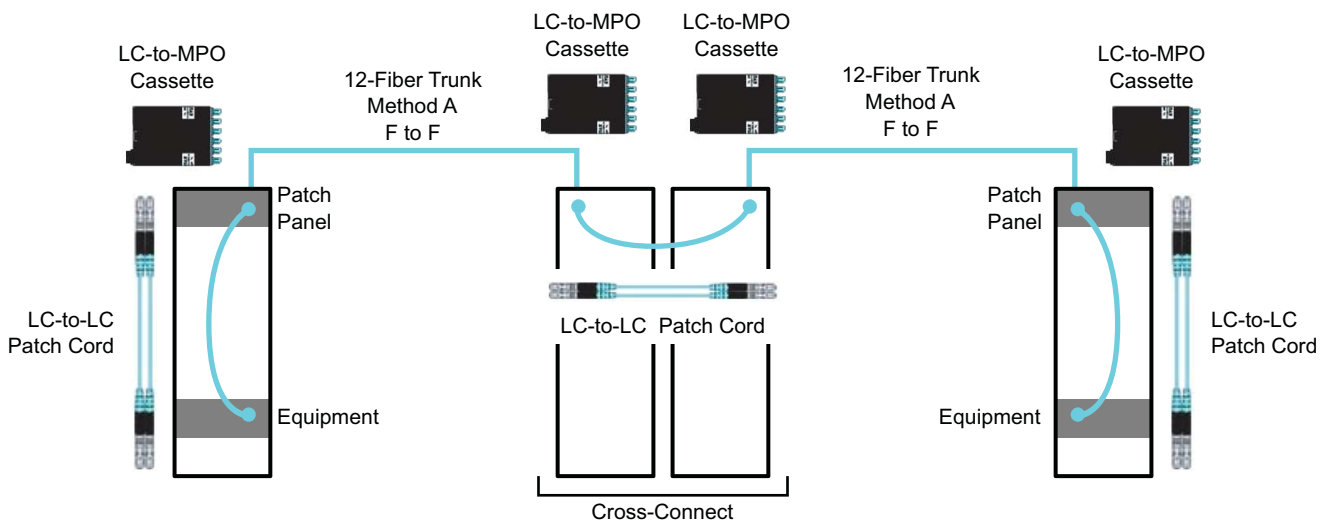 LC-to-MPO
Cassette
12-Fiber Trunk
Method A
F to F
LC-to-MPO
Cassette
LC-to-MPO
Cassette
12-Fiber Trunk
Method A
F to F
LC-to-MPO
Cassette
Patch
Panel
Patch
Panel
LC-to-LC
Patch Cord
LC-to-LC Patch Cord
LC-to-LC
Patch Cord
Equipment
Equipment
Cross-Connect